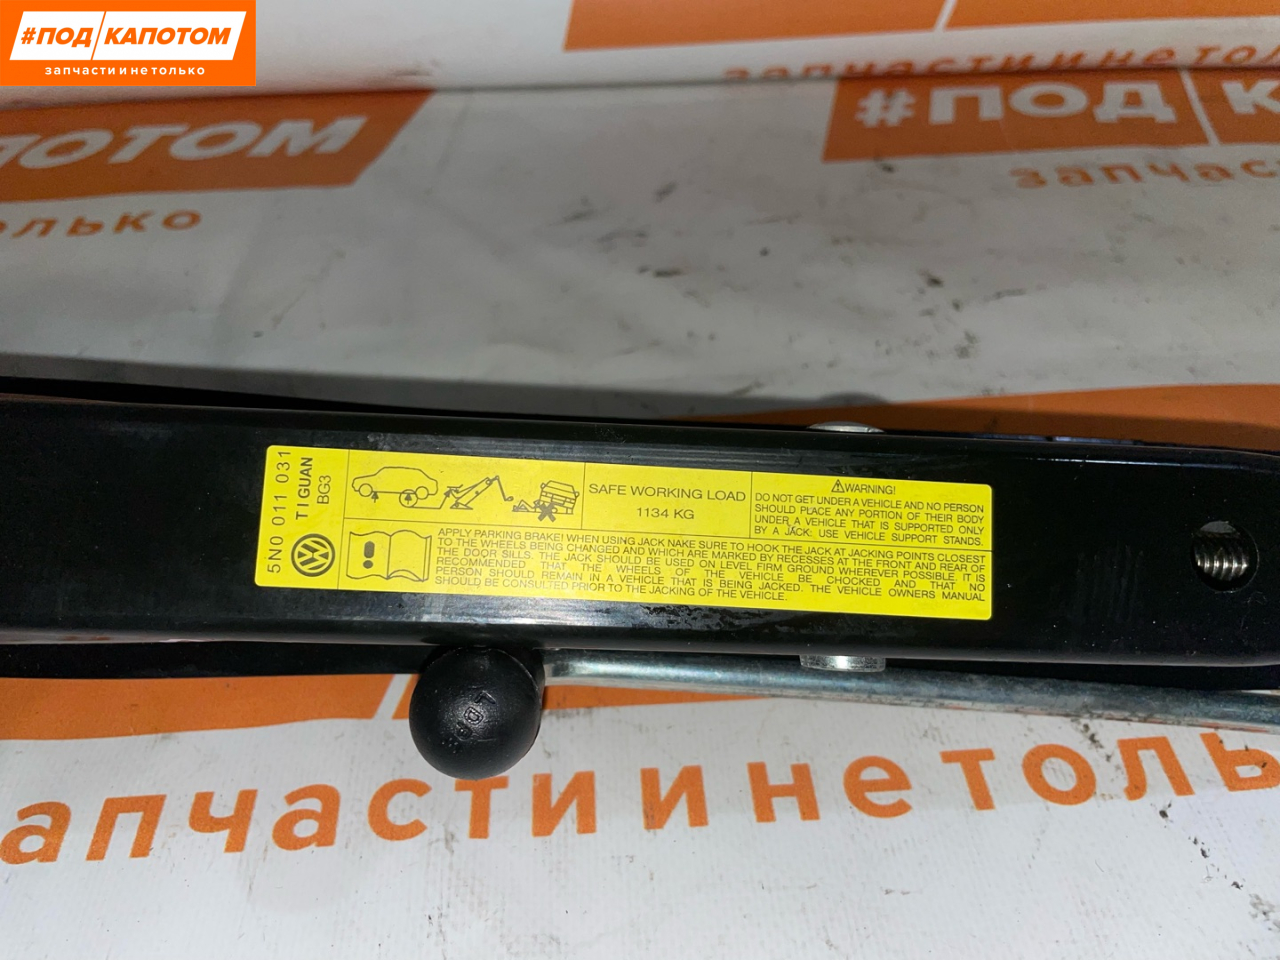 #ПОД КАПОТОМ
запчасти и не только
запчасти и не толь
#ПОД К
запчас
ПОТОМ
олько
5N0 011 031
TIGUAN
BG3
SAFE WORKING LOAD
1134 KG
WARNING!
DO NOT GET UNDER A VEHICLE AND NO PERSON
SHOULD PLACE ANY PORTION OF THEIR BODY
UNDER A VEHICLE THAT IS SUPPORTED ONLY
BY A JACK: USE VEHICLE SUPPORT STANDS.
APPLY PARKING BRAKE! WHEN USING JACK NAKE SURE TO HOOK THE JACK AT JACKING POINTS CLOSEST
TO THE WHEELS BEING CHANGED AND WHICH ARE MARKED BY RECESSES AT THE FRONT AND REAR OF
THE DOOR SILLS. THE JACK SHOULD BE USED ON LEVEL FIRM GROUND WHEREVER POSSIBLE. IT IS
RECOMMENDED THAT THE WHEELS OF THE VEHICLE BE CHOCKED AND THAT NO
PERSON SHOULD REMAIN IN A VEHICLE THAT IS BEING JACKED. THE VEHICLE OWNERS MANUAL
SHOULD BE CONSULTED PRIOR TO THE JACKING OF THE VEHICLE.
запчасти и не толь